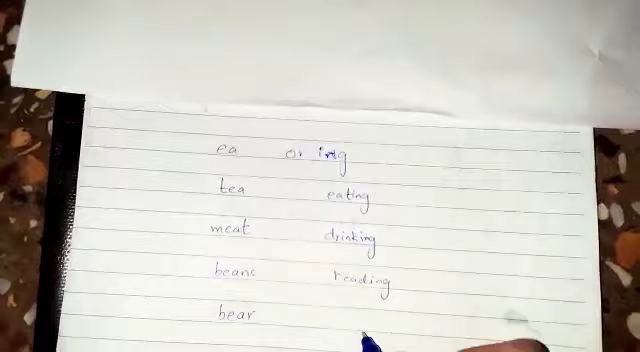 ea or ing
tea eating
meat drinking
beans reading
bear